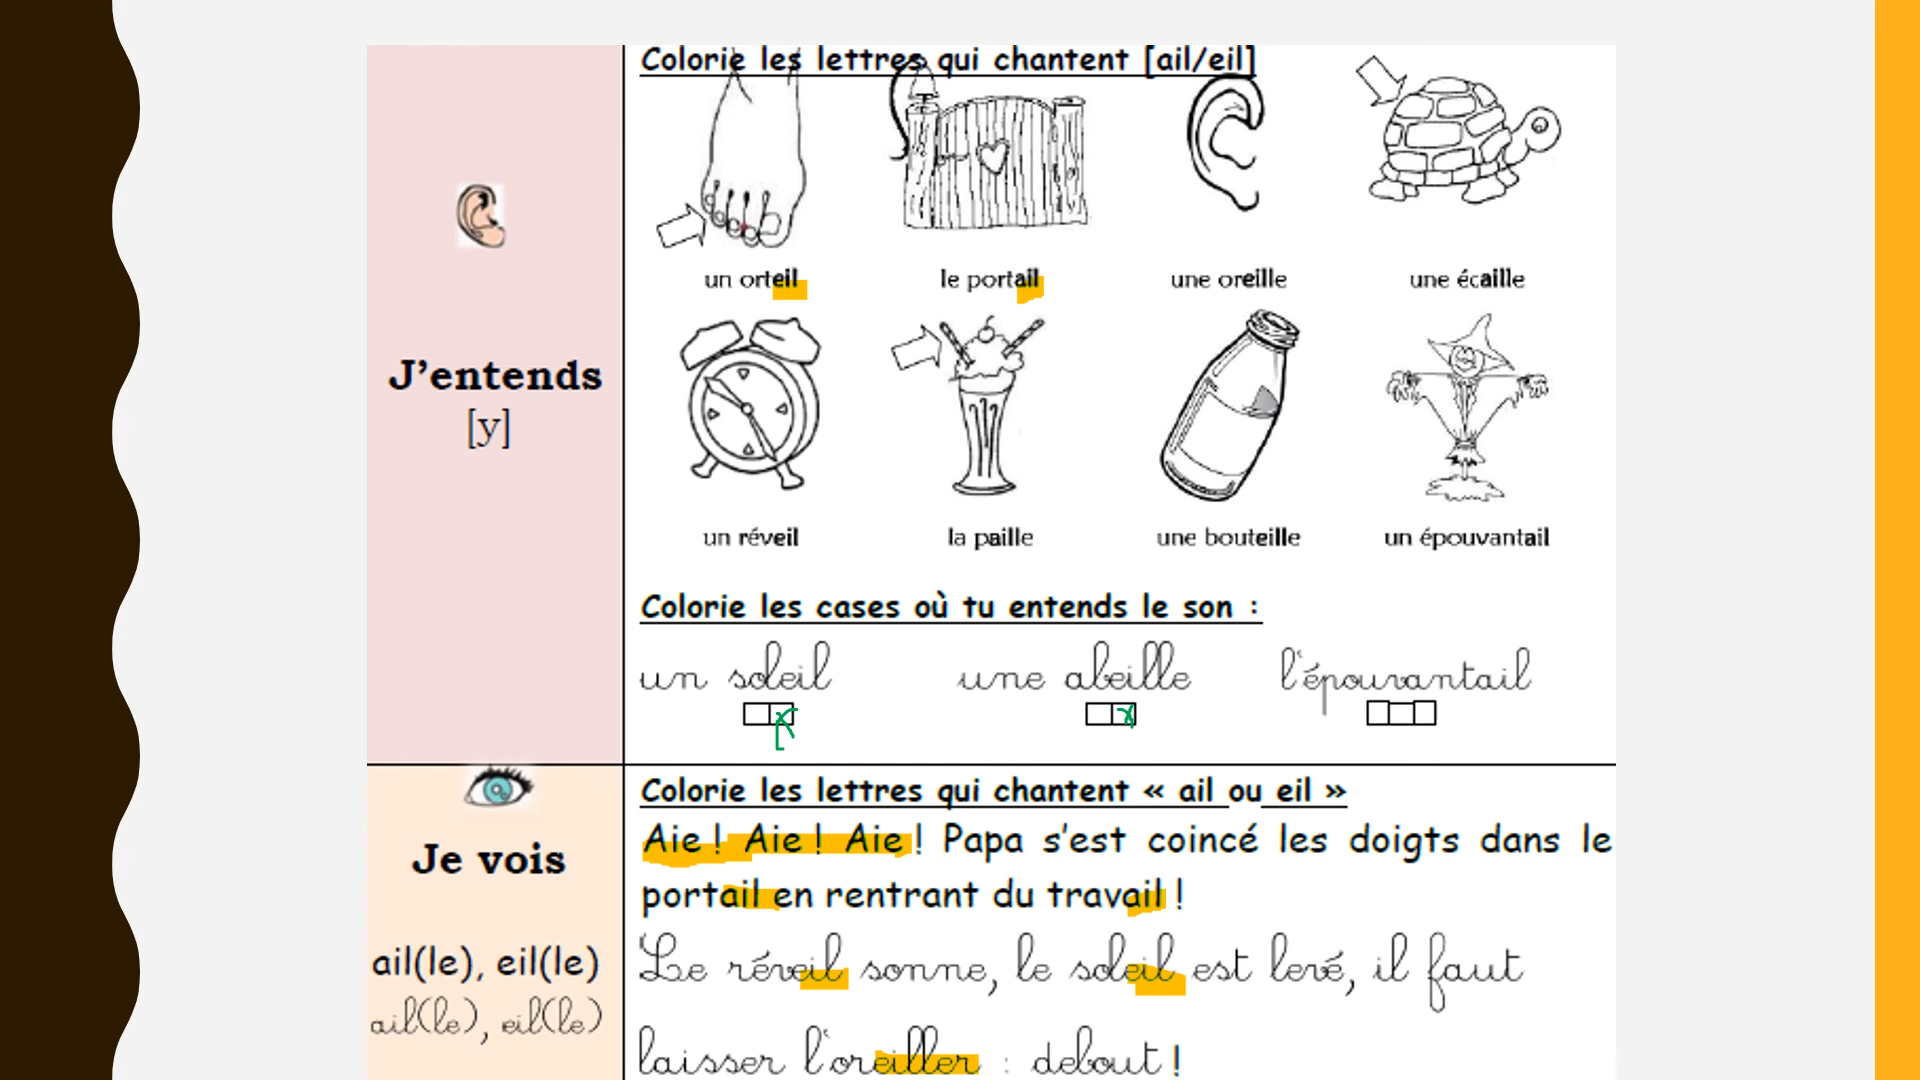 Colorie les lettres qui chantent [ail/eil]
un orteil le portail une oreille une écaille
J'entends
[y]
un réveil la paille une bouteille un épouvantail
Colorie les cases où tu entends le son :
un soleil une abeille l'épouvantail
Colorie les lettres qui chantent « ail ou eil »
Aie ! Aie ! Aie ! Papa s'est coincé les doigts dans le
Je vois
portail en rentrant du travail !
ail(le), eil(le)
Le réveil sonne, le soleil est levé, il faut
ail(le), eil(le)
laisser l'oreiller : debout !